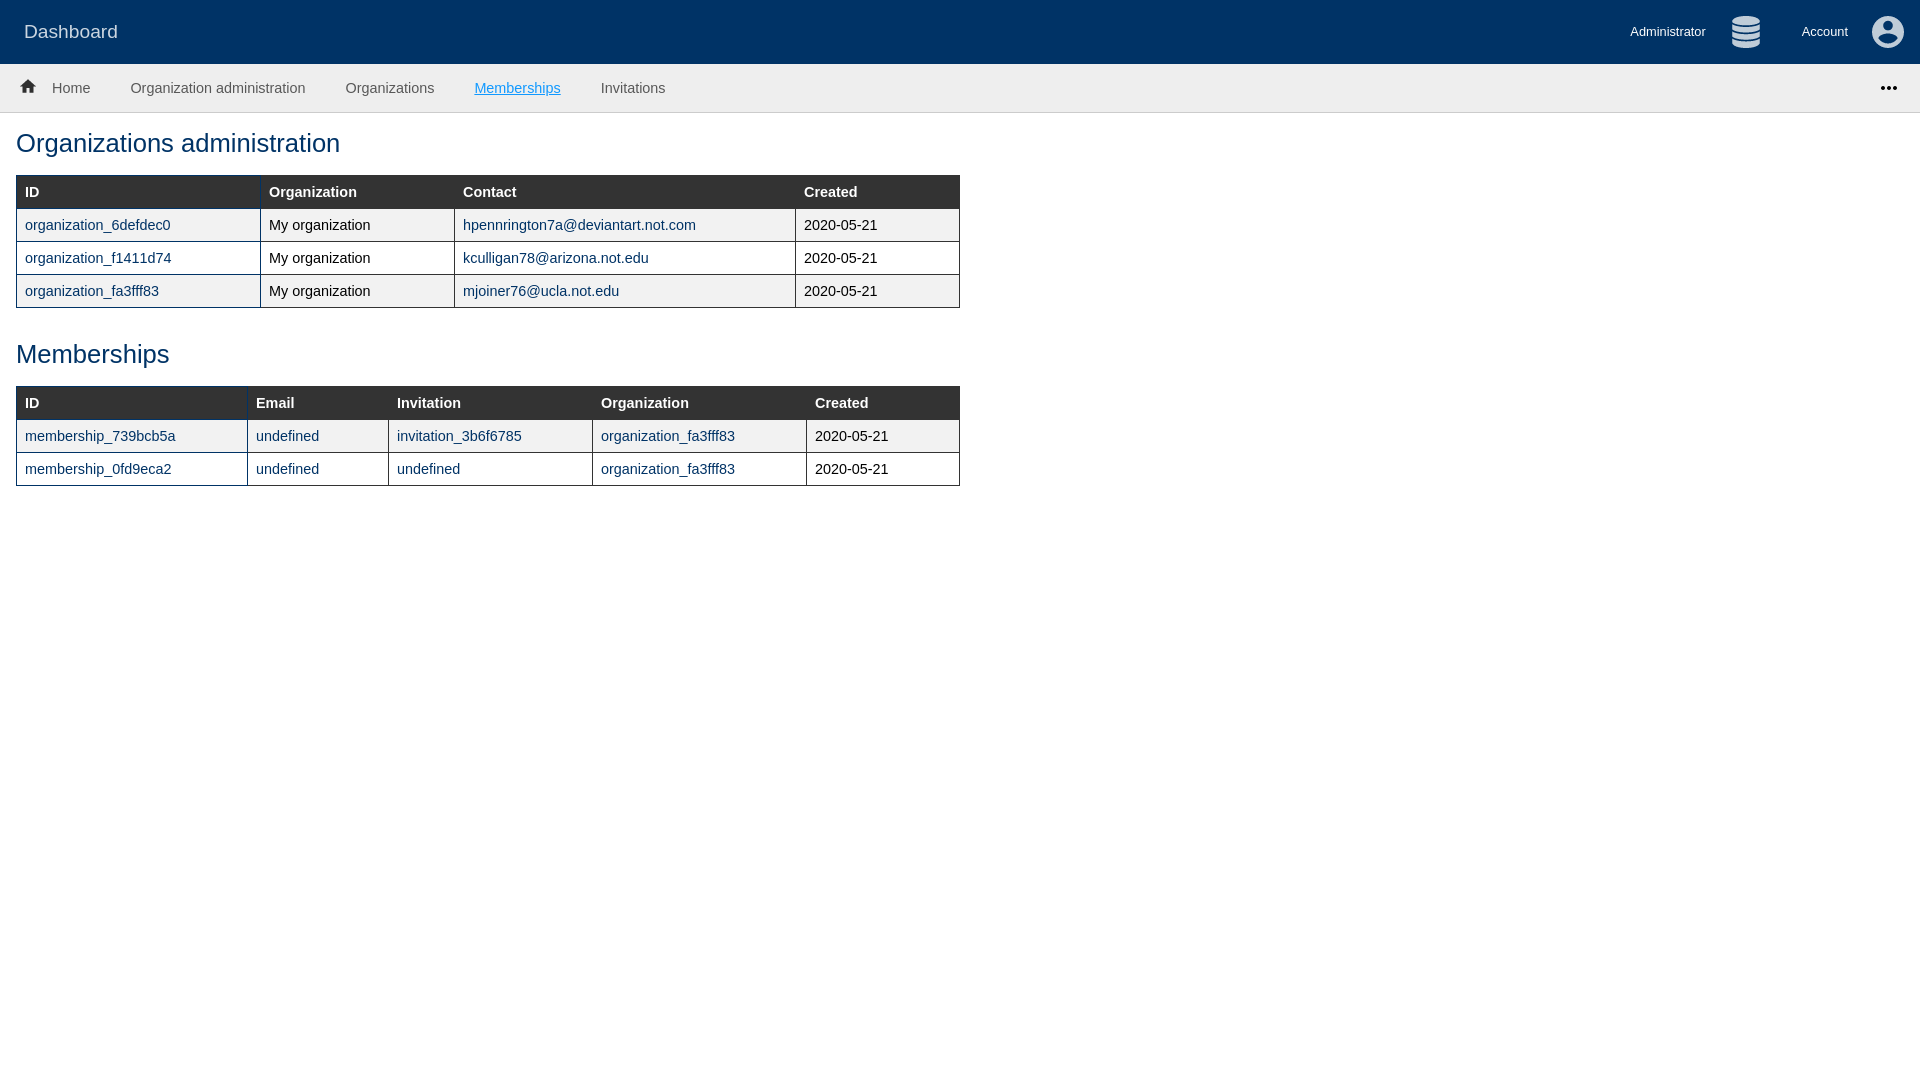 Dashboard
Administrator
Account
Home
Organization administration
Organizations
Memberships
Invitations
Organizations administration
ID Organization Contact Created
organization_6defdec0 My organization hpennrington7a@deviantart.not.com 2020-05-21
organization_f1411d74 My organization kculligan78@arizona.not.edu 2020-05-21
organization_fa3fff83 My organization mjoiner76@ucla.not.edu 2020-05-21
Memberships
ID Email Invitation Organization Created
membership_739bcb5a undefined invitation_3b6f6785 organization_fa3fff83 2020-05-21
membership_0fd9eca2 undefined undefined organization_fa3fff83 2020-05-21